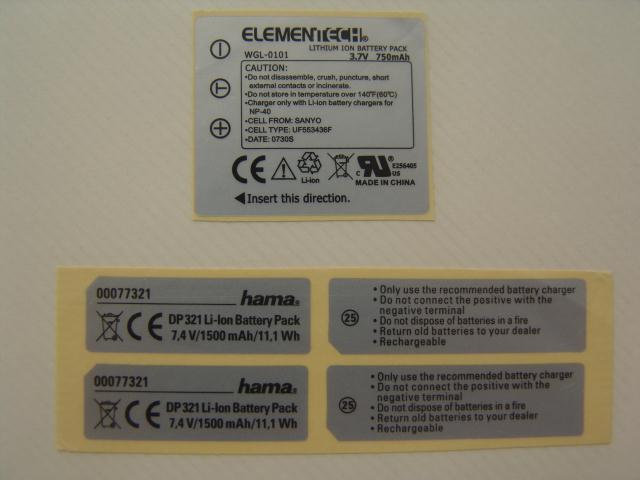 ELEMENTECH®
LITHIUM ION BATTERY PACK
WGL-0101 3.7V 750mAh
CAUTION:
•Do not disassemble, crush, puncture, short
external contacts or incinerate.
•Do not store in temperature over 140°F(60°C)
•Charger only with Li-ion battery chargers for
NP-40
•CELL FROM: SANYO
•CELL TYPE: UF553436F
•DATE: 0730S
− T +
CE Li-ion C RU US E256405
MADE IN CHINA
◀Insert this direction.
00077321 hama®
CE DP 321 Li-Ion Battery Pack
7,4 V/1500 mAh/11,1 Wh
25
• Only use the recommended battery charger
• Do not connect the positive with the
negative terminal
• Do not dispose of batteries in a fire
• Return old batteries to your dealer
• Rechargeable
00077321 hama®
CE DP 321 Li-Ion Battery Pack
7,4 V/1500 mAh/11,1 Wh
25
• Only use the recommended battery charger
• Do not connect the positive with the
negative terminal
• Do not dispose of batteries in a fire
• Return old batteries to your dealer
• Rechargeable